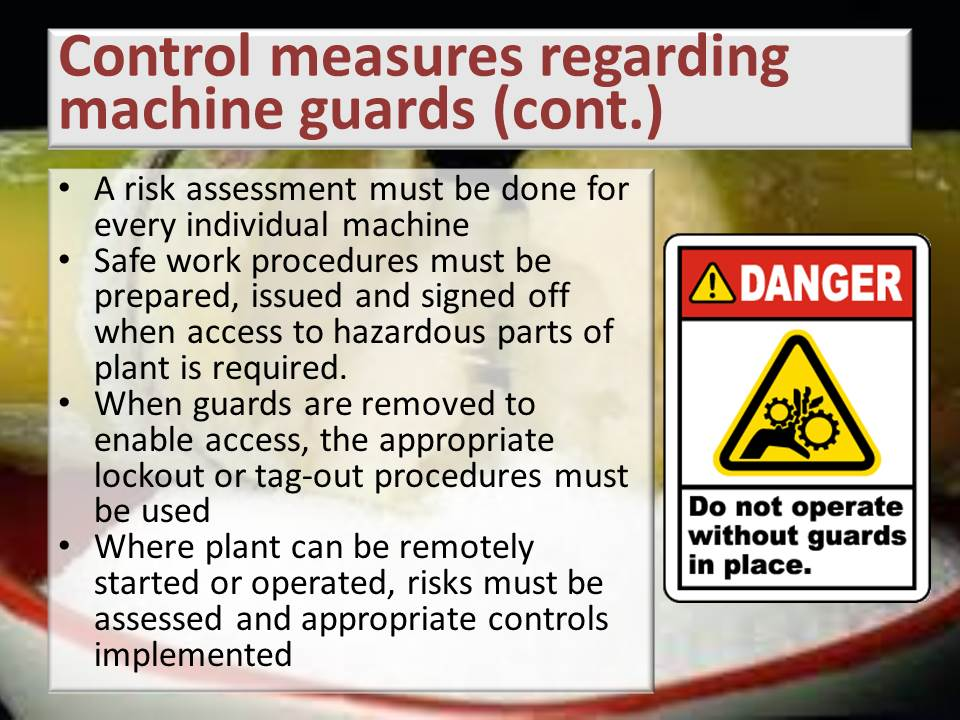 Control measures regarding
machine guards (cont.)
• A risk assessment must be done for
every individual machine
• Safe work procedures must be
prepared, issued and signed off
when access to hazardous parts of
plant is required.
• When guards are removed to
enable access, the appropriate
lockout or tag-out procedures must
be used
• Where plant can be remotely
started or operated, risks must be
assessed and appropriate controls
implemented
DANGER
Do not operate
without guards
in place.